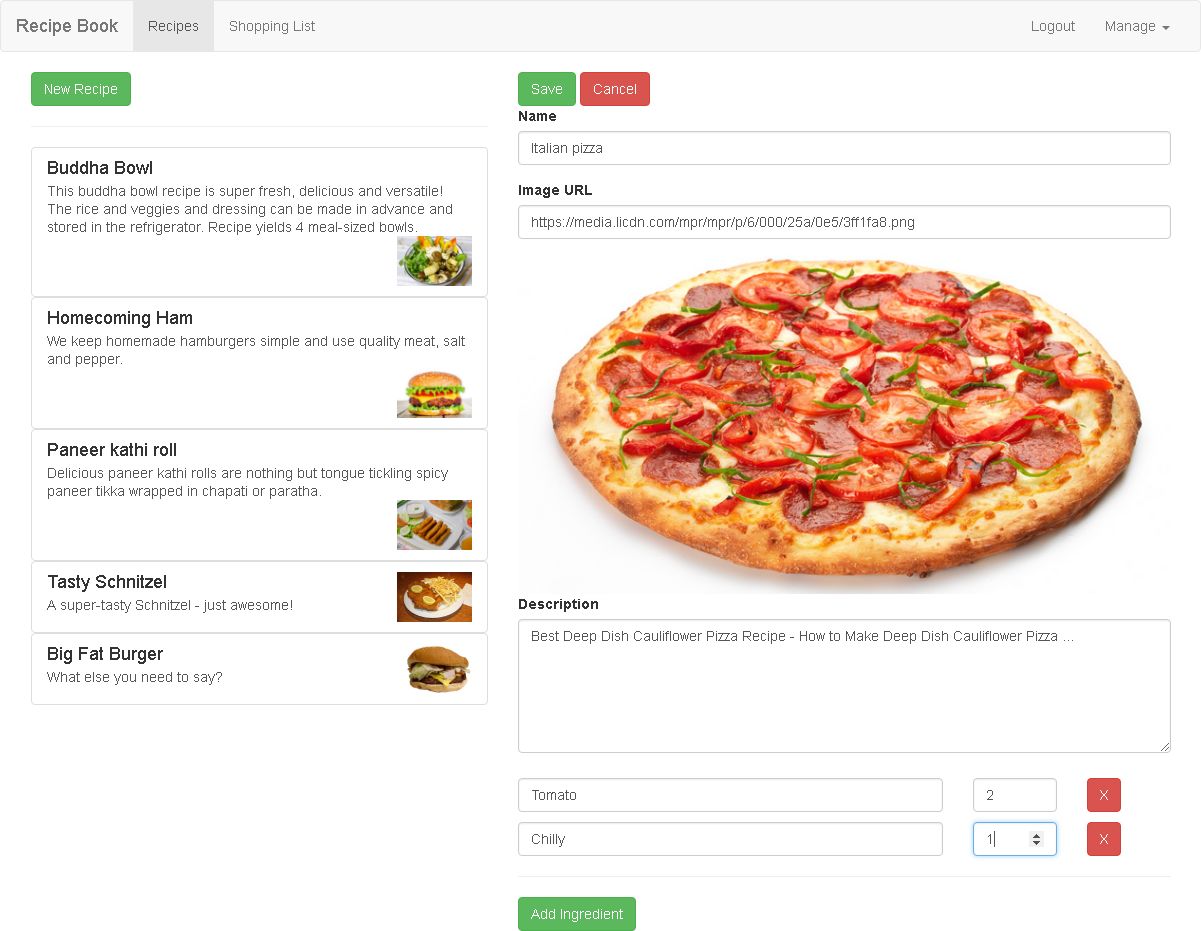 Recipe Book Recipes Shopping List Logout Manage
New Recipe
Buddha Bowl
This buddha bowl recipe is super fresh, delicious and versatile!
The rice and veggies and dressing can be made in advance and
stored in the refrigerator. Recipe yields 4 meal-sized bowls.
Homecoming Ham
We keep homemade hamburgers simple and use quality meat, salt
and pepper.
Paneer kathi roll
Delicious paneer kathi rolls are nothing but tongue tickling spicy
paneer tikka wrapped in chapati or paratha.
Tasty Schnitzel
A super-tasty Schnitzel - just awesome!
Big Fat Burger
What else you need to say?
Save Cancel
Name
Italian pizza
Image URL
https://media.licdn.com/mpr/mpr/p/6/000/25a/0e5/3ff1fa8.png
Description
Best Deep Dish Cauliflower Pizza Recipe - How to Make Deep Dish Cauliflower Pizza ...
Tomato 2 X
Chilly 1 X
Add Ingredient